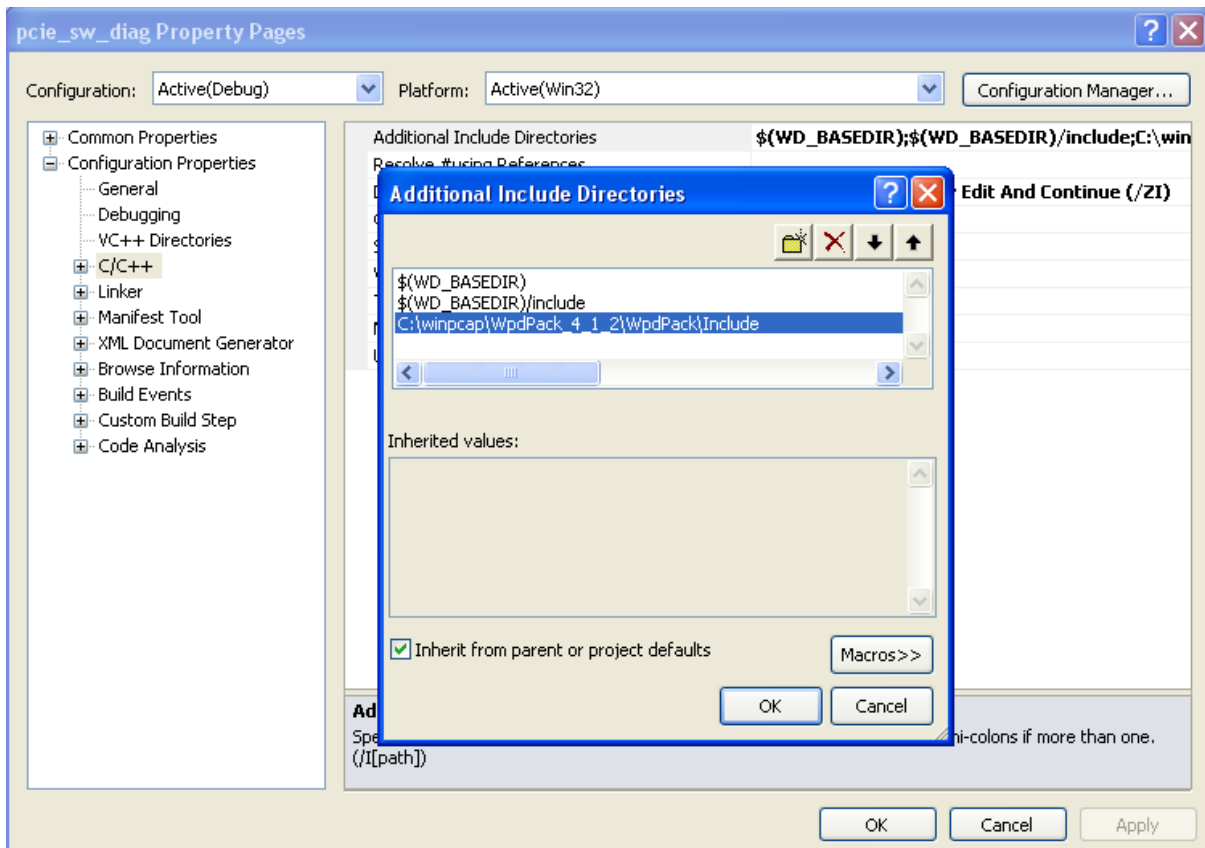 pcie_sw_diag Property Pages
Configuration: Active(Debug) Platform: Active(Win32) Configuration Manager...
Common Properties
Configuration Properties
General
Debugging
VC++ Directories
C/C++
Linker
Manifest Tool
XML Document Generator
Browse Information
Build Events
Custom Build Step
Code Analysis
Additional Include Directories $(WD_BASEDIR);$(WD_BASEDIR)/include;C:\win
Resolve #using References
Edit And Continue (/ZI)
Additional Include Directories
$(WD_BASEDIR)
$(WD_BASEDIR)/include
C:\winpcap\WpdPack_4_1_2\WpdPack\Include
Inherited values:
Inherit from parent or project defaults
Macros>>
OK Cancel
Ad
Spe
ni-colons if more than one.
(/I[path])
OK Cancel Apply